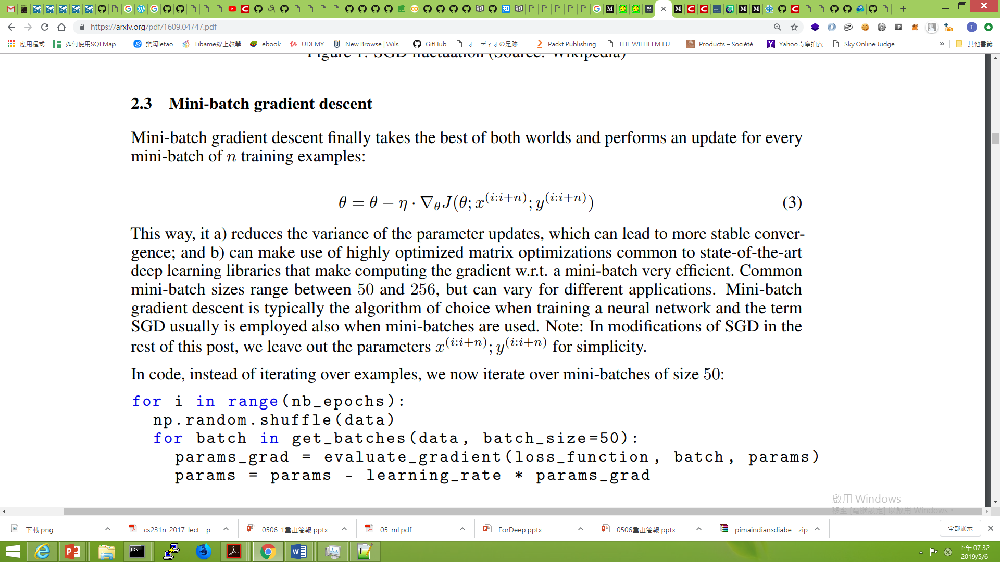 https://arxiv.org/pdf/1609.04747.pdf
應用程式 如何使用SQLMap... 樂淘letao Tibame線上教學 ebook UDEMY New Browse | Wils... GitHub オーディオの足跡... Packt Publishing THE WILHELM FU... Products – Société... Yahoo奇摩拍賣 Sky Online Judge » 其他書籤
Figure 1: SGD fluctuation (Source: Wikipedia)
2.3 Mini-batch gradient descent
Mini-batch gradient descent finally takes the best of both worlds and performs an update for every
mini-batch of n training examples:
θ = θ − η · ∇θJ(θ; x^(i:i+n); y^(i:i+n)) (3)
This way, it a) reduces the variance of the parameter updates, which can lead to more stable conver-
gence; and b) can make use of highly optimized matrix optimizations common to state-of-the-art
deep learning libraries that make computing the gradient w.r.t. a mini-batch very efficient. Common
mini-batch sizes range between 50 and 256, but can vary for different applications. Mini-batch
gradient descent is typically the algorithm of choice when training a neural network and the term
SGD usually is employed also when mini-batches are used. Note: In modifications of SGD in the
rest of this post, we leave out the parameters x^(i:i+n); y^(i:i+n) for simplicity.
In code, instead of iterating over examples, we now iterate over mini-batches of size 50:
for i in range(nb_epochs):
np.random.shuffle(data)
for batch in get_batches(data, batch_size=50):
params_grad = evaluate_gradient(loss_function, batch, params)
params = params - learning_rate * params_grad
啟用 Windows
移至 [電腦設定] 以啟用 Windows。
下載.png cs231n_2017_lect....p... 0506_1重畫簡報.pptx 05_ml.pdf ForDeep.pptx 0506重畫簡報.pptx pimaindiansdiabe....zip 全部顯示
下午 07:32
2019/5/6